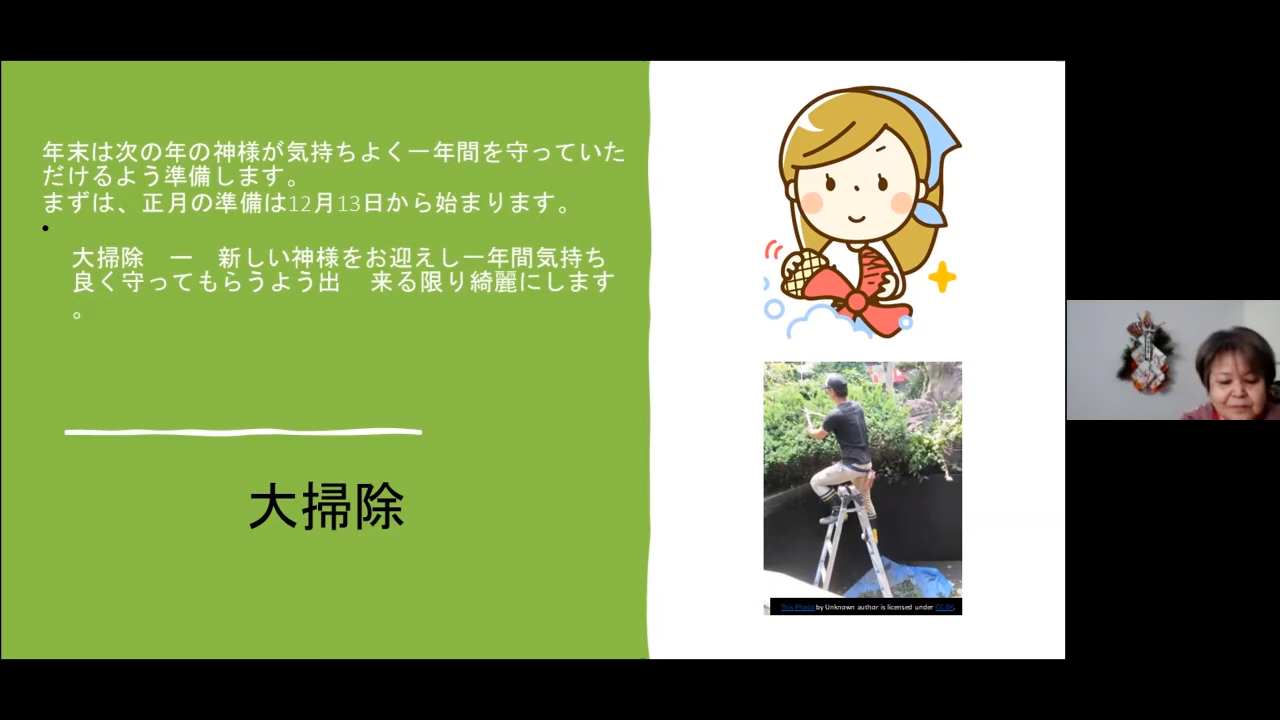 年末は次の年の神様が気持ちよく一年間を守っていた
だけるよう準備します。
まずは、正月の準備は12月13日から始まります。
•
大掃除　一　新しい神様をお迎えし一年間気持ち
良く守ってもらうよう出　来る限り綺麗にします
。
大掃除
This Photo by Unknown author is licensed under CC BY.